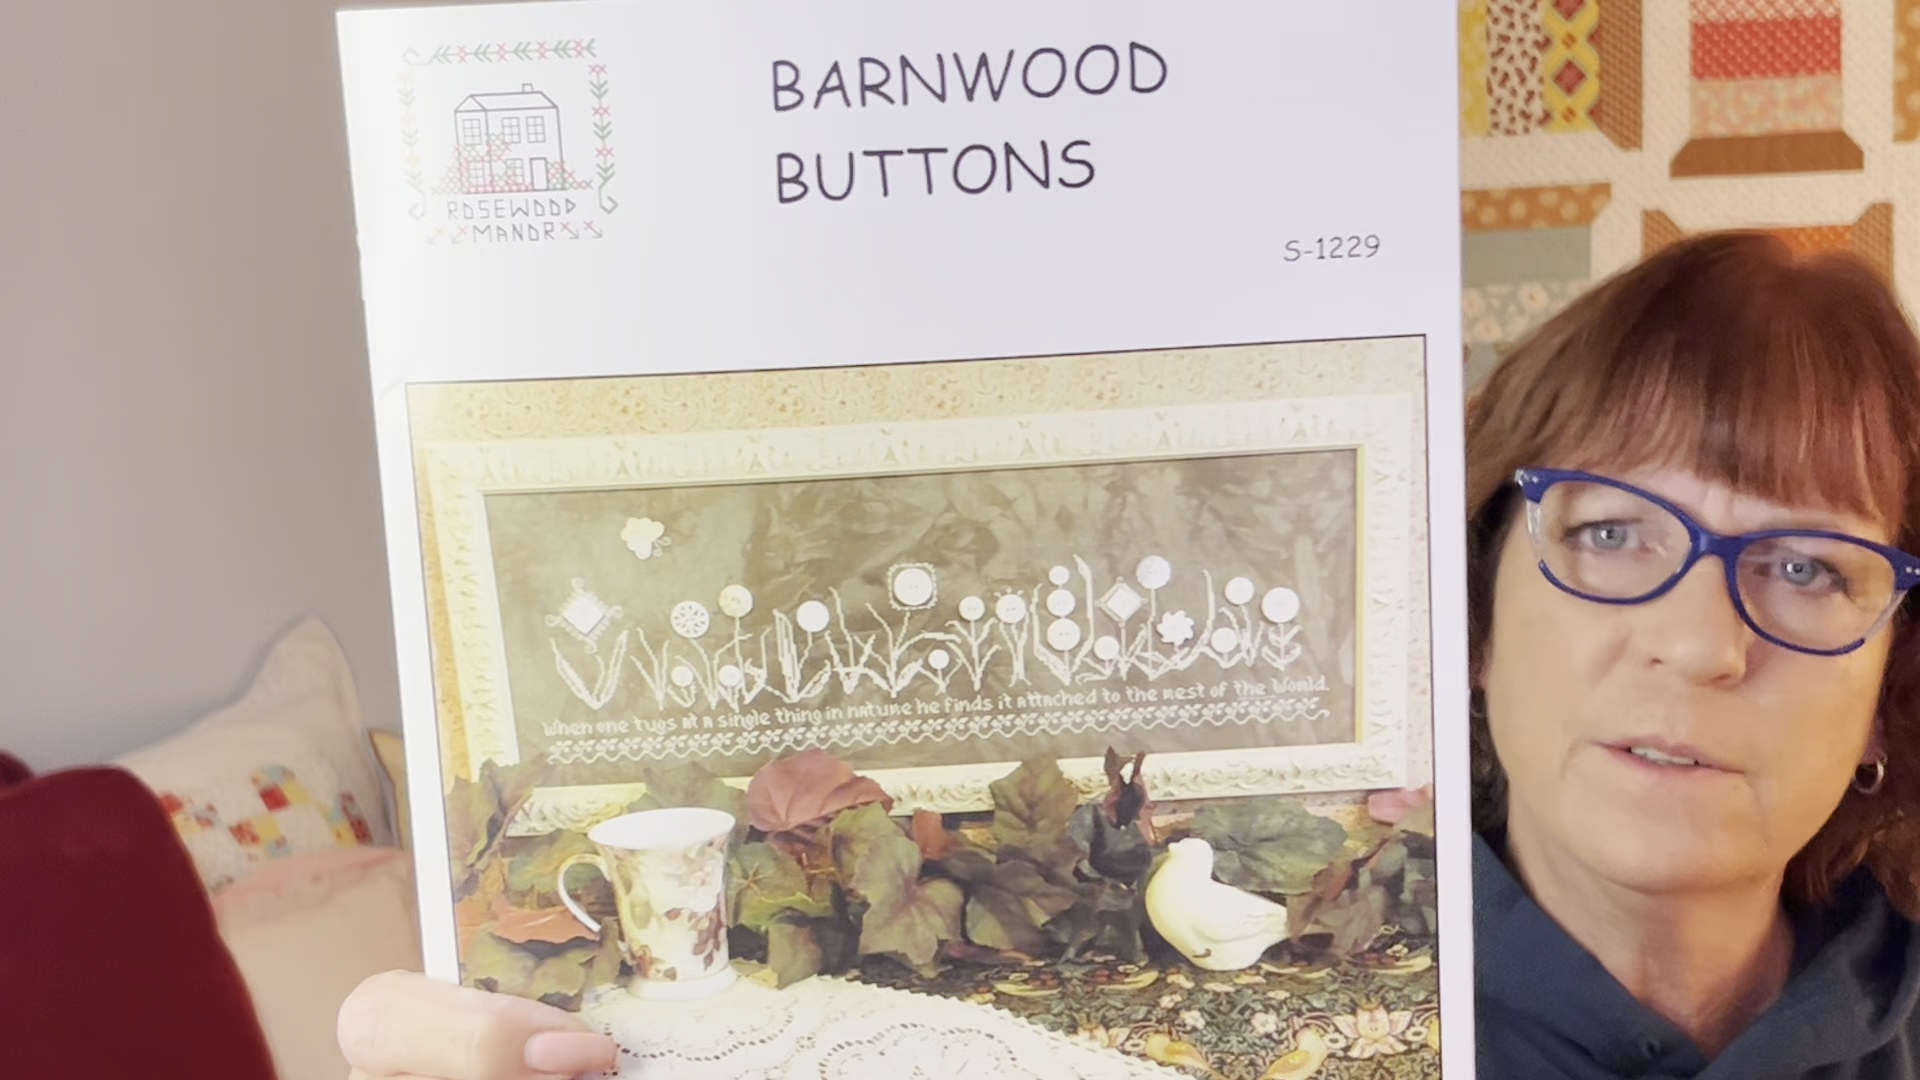 BARNWOOD
BUTTONS
ROSEWOOD
MANOR
S-1229
When one tugs at a single thing in nature he finds it attached to the rest of the World.